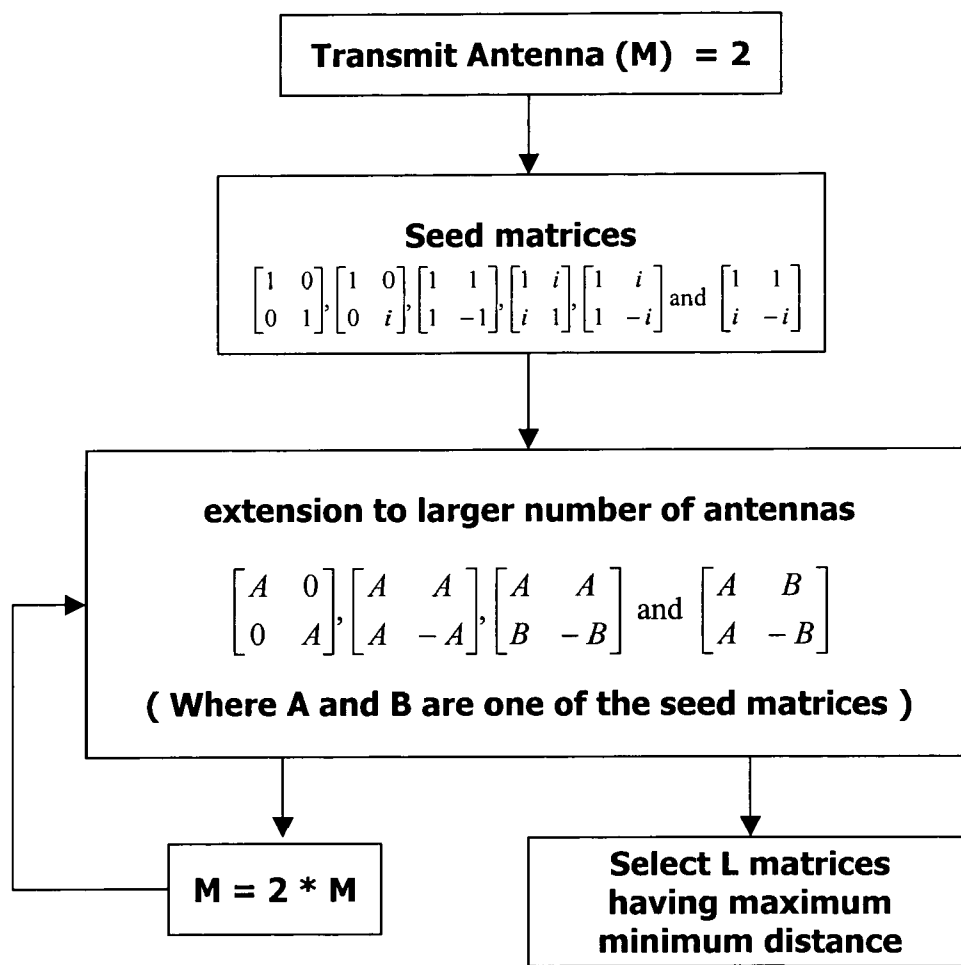 Transmit Antenna (M) = 2
Seed matrices
[1 0; 0 1], [1 0; 0 i], [1 1; 1 -1], [1 i; i 1], [1 i; 1 -i] and [1 1; i -i]
extension to larger number of antennas
[A 0; 0 A], [A A; A -A], [A A; B -B] and [A B; A -B]
( Where A and B are one of the seed matrices )
M = 2 * M
Select L matrices
having maximum
minimum distance